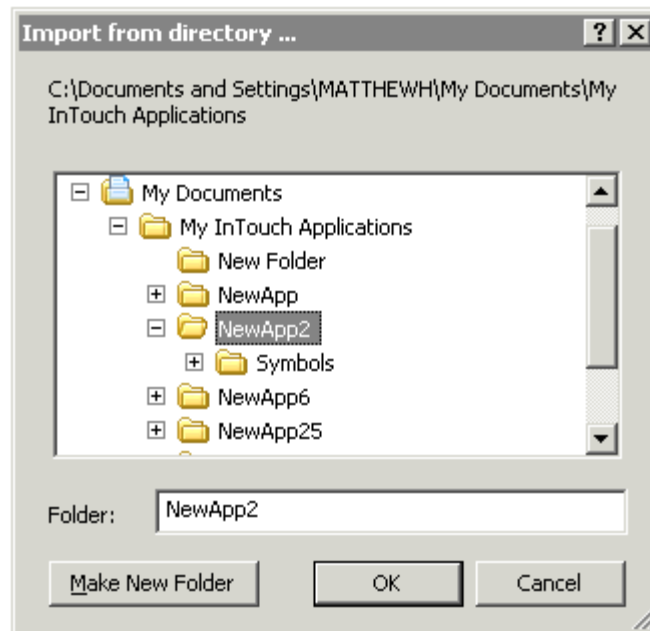 Import from directory ...
C:\Documents and Settings\MATTHEWH\My Documents\My
InTouch Applications
My Documents
My InTouch Applications
New Folder
NewApp
NewApp2
Symbols
NewApp6
NewApp25
Folder:
NewApp2
Make New Folder
OK
Cancel